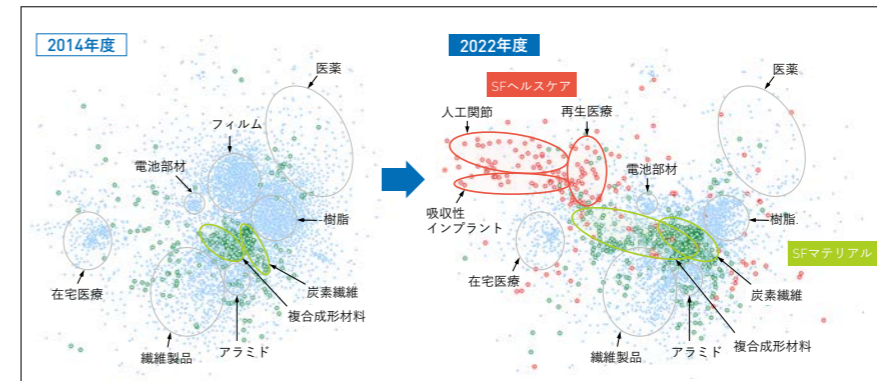 2014年度
医薬
フィルム
電池部材
樹脂
在宅医療
炭素繊維
複合成形材料
アラミド
繊維製品
2022年度
SFヘルスケア
医薬
人工関節
再生医療
電池部材
吸収性
インプラント
樹脂
SFマテリアル
在宅医療
炭素繊維
複合成形材料
アラミド
繊維製品